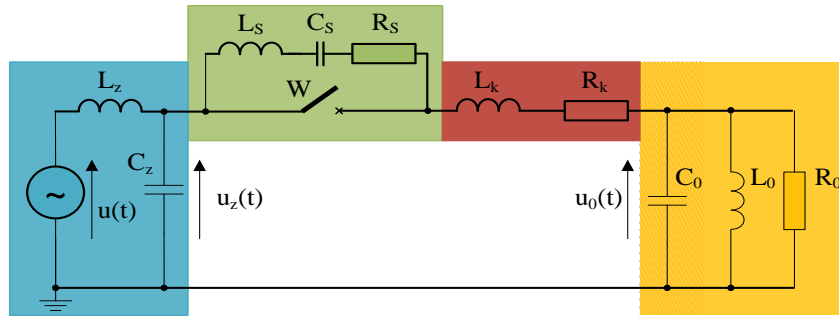 L_S C_S R_S
L_z W L_k R_k
C_z C_0 L_0 R_0
~ u(t) u_z(t) u_0(t)